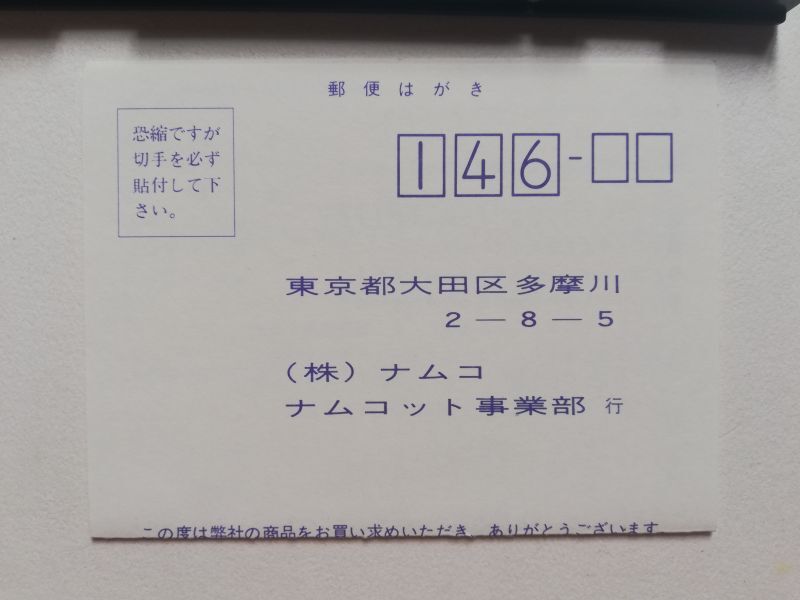 郵便はがき
恐縮ですが
切手を必ず
貼付して下
さい。
146-
東京都大田区多摩川
2－8－5
（株）ナムコ
ナムコット事業部 行
この度は弊社の商品をお買い求めいただき、ありがとうございます